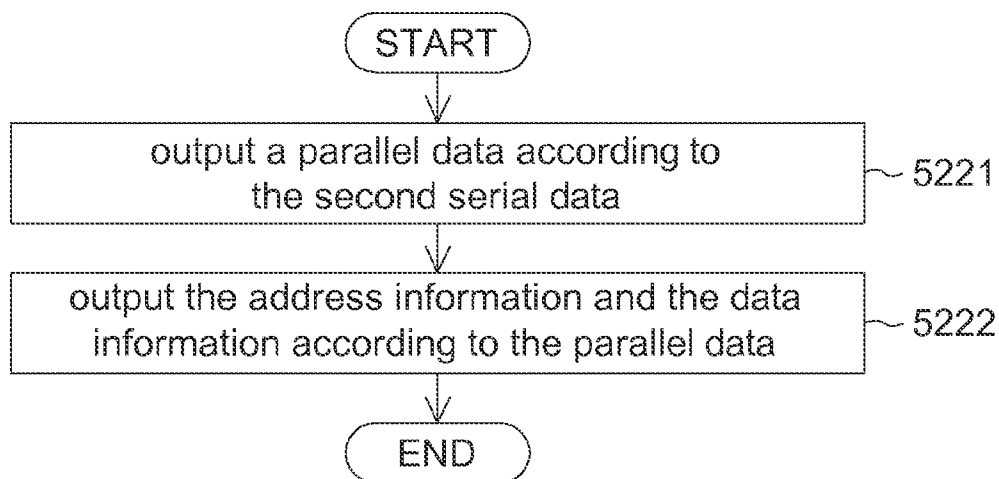 START
output a parallel data according to
the second serial data
5221
output the address information and the data
information according to the parallel data
5222
END